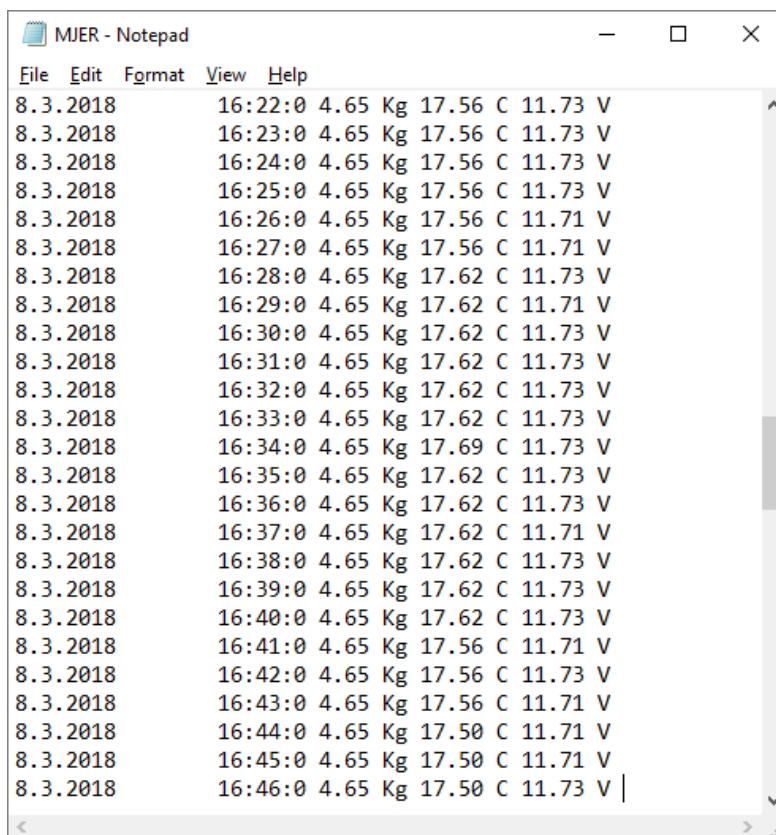 MJER - Notepad
File Edit Format View Help
8.3.2018 16:22:0 4.65 Kg 17.56 C 11.73 V
8.3.2018 16:23:0 4.65 Kg 17.56 C 11.73 V
8.3.2018 16:24:0 4.65 Kg 17.56 C 11.73 V
8.3.2018 16:25:0 4.65 Kg 17.56 C 11.73 V
8.3.2018 16:26:0 4.65 Kg 17.56 C 11.71 V
8.3.2018 16:27:0 4.65 Kg 17.56 C 11.71 V
8.3.2018 16:28:0 4.65 Kg 17.62 C 11.73 V
8.3.2018 16:29:0 4.65 Kg 17.62 C 11.71 V
8.3.2018 16:30:0 4.65 Kg 17.62 C 11.73 V
8.3.2018 16:31:0 4.65 Kg 17.62 C 11.73 V
8.3.2018 16:32:0 4.65 Kg 17.62 C 11.73 V
8.3.2018 16:33:0 4.65 Kg 17.62 C 11.73 V
8.3.2018 16:34:0 4.65 Kg 17.69 C 11.73 V
8.3.2018 16:35:0 4.65 Kg 17.62 C 11.73 V
8.3.2018 16:36:0 4.65 Kg 17.62 C 11.73 V
8.3.2018 16:37:0 4.65 Kg 17.62 C 11.71 V
8.3.2018 16:38:0 4.65 Kg 17.62 C 11.73 V
8.3.2018 16:39:0 4.65 Kg 17.62 C 11.73 V
8.3.2018 16:40:0 4.65 Kg 17.62 C 11.73 V
8.3.2018 16:41:0 4.65 Kg 17.56 C 11.71 V
8.3.2018 16:42:0 4.65 Kg 17.56 C 11.73 V
8.3.2018 16:43:0 4.65 Kg 17.56 C 11.71 V
8.3.2018 16:44:0 4.65 Kg 17.50 C 11.71 V
8.3.2018 16:45:0 4.65 Kg 17.50 C 11.71 V
8.3.2018 16:46:0 4.65 Kg 17.50 C 11.73 V